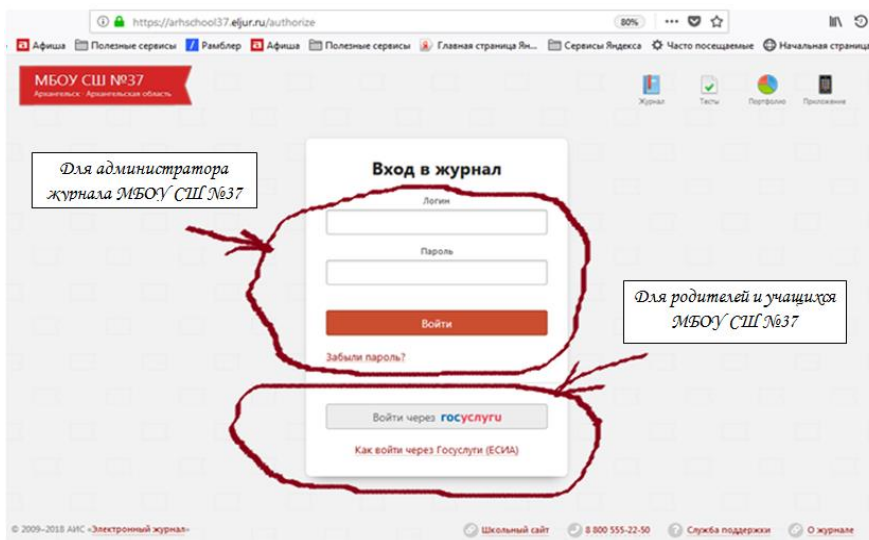 https://arhschool37.eljur.ru/authorize
80%
Афиша Полезные сервисы Рамблер Афиша Полезные сервисы Главная страница Ян... Сервисы Яндекса Часто посещаемые Начальная страница
МБОУ СШ №37
Архангельск · Архангельская область
Журнал Тесты Портфолио Приложения
Для администратора
журнала МБОУ СШ №37
Вход в журнал
Логин
Пароль
Для родителей и учащихся
МБОУ СШ №37
Войти
Забыли пароль?
Войти через госуслуги
Как войти через Госуслуги (ЕСИА)
© 2009–2018 АИС «Электронный журнал» Школьный сайт 8 800 555-22-50 Служба поддержки О журнале